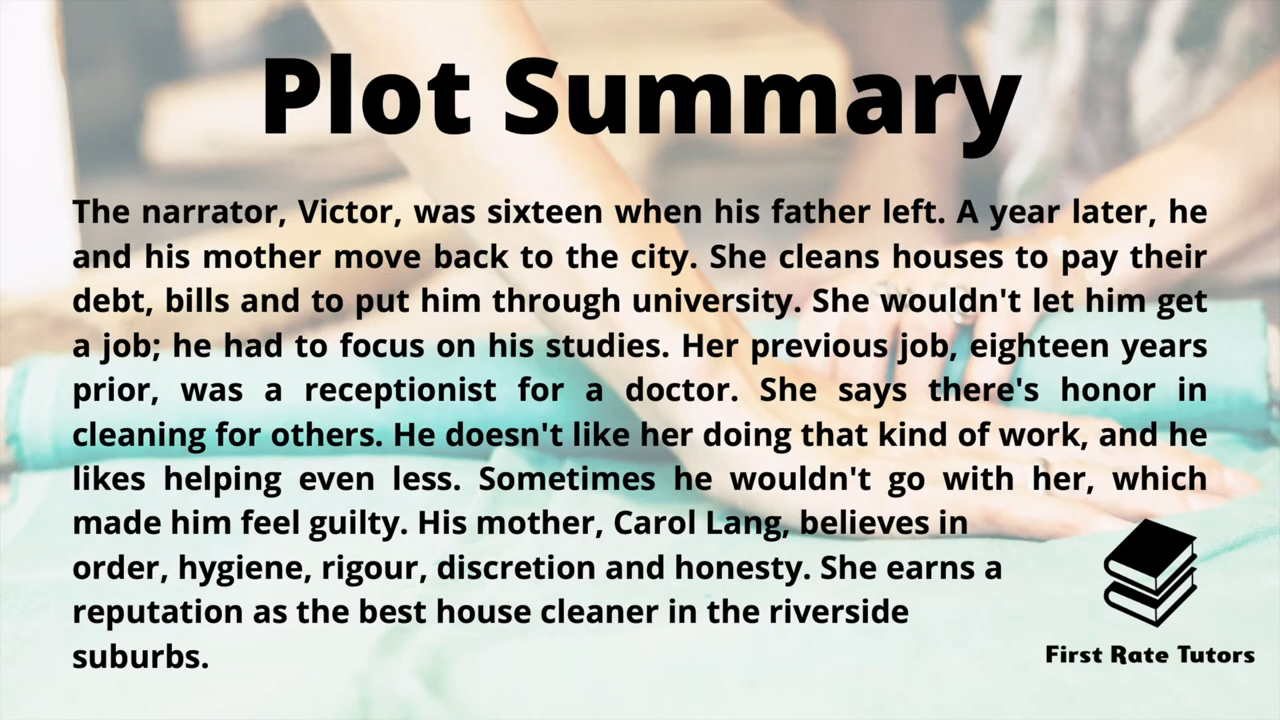 Plot Summary
The narrator, Victor, was sixteen when his father left. A year later, he
and his mother move back to the city. She cleans houses to pay their
debt, bills and to put him through university. She wouldn't let him get
a job; he had to focus on his studies. Her previous job, eighteen years
prior, was a receptionist for a doctor. She says there's honor in
cleaning for others. He doesn't like her doing that kind of work, and he
likes helping even less. Sometimes he wouldn't go with her, which
made him feel guilty. His mother, Carol Lang, believes in
order, hygiene, rigour, discretion and honesty. She earns a
reputation as the best house cleaner in the riverside
suburbs.
First Rate Tutors